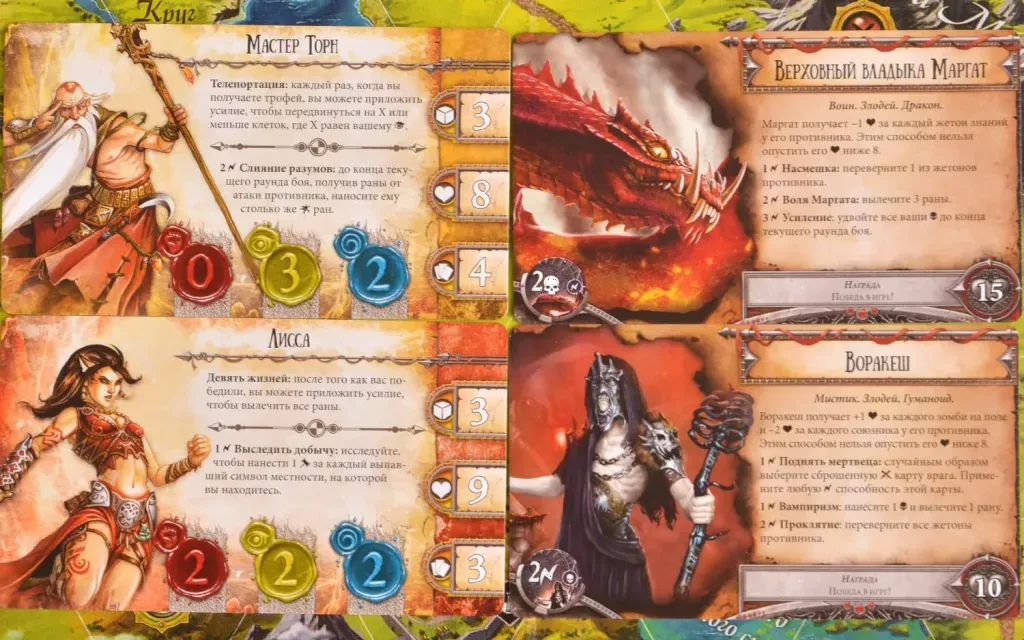 Круг
Мастер Торн
Телепортация: каждый раз, когда вы
получаете трофей, вы можете приложить
усилие, чтобы передвинуться на X или
меньше клеток, где X равен вашему
2 Слияние разумов: до конца теку-
щего раунда боя, получив раны от
атаки противника, наносите ему
столько же ран.
3
8
4
0
3
2
Верховный владыка Маргат
Воин. Злодей. Дракон.
Маргат получает –1 за каждый жетон знаний
у его противника. Этим способом нельзя
опустить его ниже 8.
1 Насмешка: переверните 1 из жетонов
противника.
2 Воля Маргата: вылечите 3 раны.
3 Усиление: удвойте все ваши до конца
текущего раунда боя.
2
Награда
Победа в игре!
15
Лисса
Девять жизней: после того как вас по-
бедили, вы можете приложить усилие,
чтобы вылечить все раны.
1 Выследить добычу: исследуйте,
чтобы нанести 1 за каждый выпав-
ший символ местности, на которой
вы находитесь.
3
9
3
2
2
2
Воракеш
Мистик. Злодей. Гуманоид.
Воракеш получает +1 за каждого зомби на поле
и –2 за каждого союзника у его противника.
Этим способом нельзя опустить его ниже 8.
1 Поднять мертвеца: случайным образом
выберите сброшенную карту врага. Приме-
ните любую способность этой карты.
1 Вампиризм: нанесите 1 и вылечите 1 рану.
2 Проклятие: переверните все жетоны
противника.
2
Награда
Победа в игре!
10